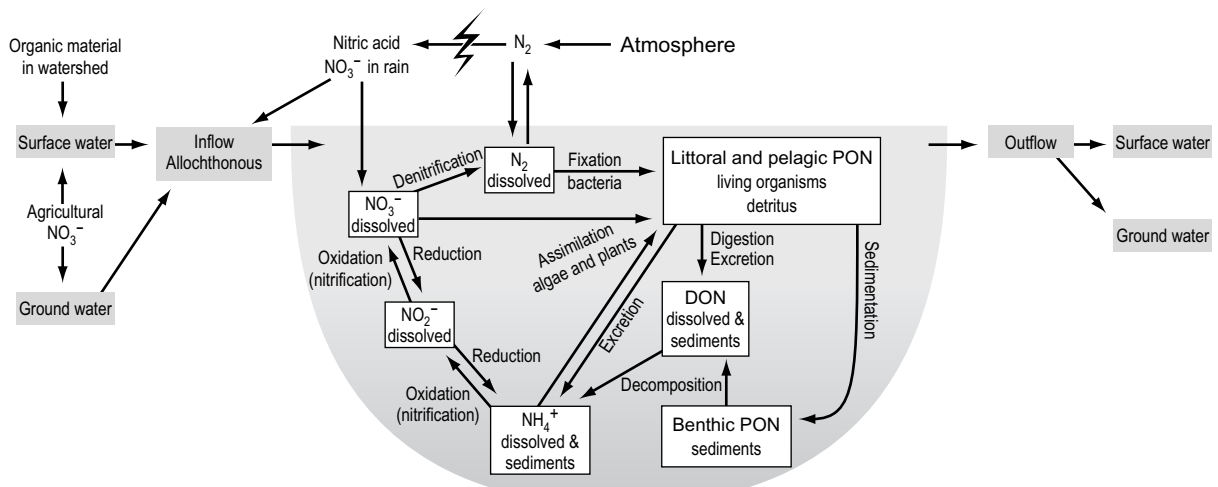 Organic material
in watershed
Surface water
Agricultural
NO₃⁻
Ground water
Inflow
Allochthonous
Nitric acid
NO₃⁻ in rain
N₂
Atmosphere
N₂
dissolved
Denitrification
Fixation
bacteria
NO₃⁻
dissolved
Littoral and pelagic PON
living organisms
detritus
Oxidation
(nitrification)
Reduction
Assimilation
algae and plants
Digestion
Excretion
Sedimentation
NO₂⁻
dissolved
Reduction
Oxidation
(nitrification)
Excretion
DON
dissolved &
sediments
Decomposition
NH₄⁺
dissolved &
sediments
Benthic PON
sediments
Outflow
Surface water
Ground water